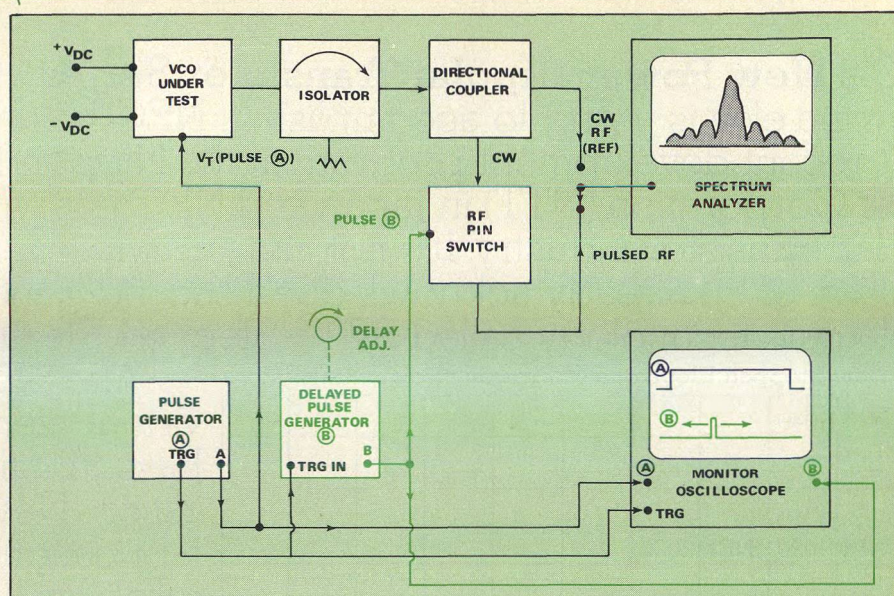 + VDC
- VDC
VCO
UNDER
TEST
ISOLATOR
DIRECTIONAL
COUPLER
CW
RF
(REF)
SPECTRUM
ANALYZER
VT (PULSE Ⓐ)
CW
PULSE Ⓑ
RF
PIN
SWITCH
PULSED RF
DELAY
ADJ.
PULSE
GENERATOR
Ⓐ
TRG A
DELAYED
PULSE
GENERATOR
Ⓑ
TRG IN
B
Ⓐ
Ⓑ
Ⓐ
MONITOR
OSCILLOSCOPE
Ⓑ
TRG